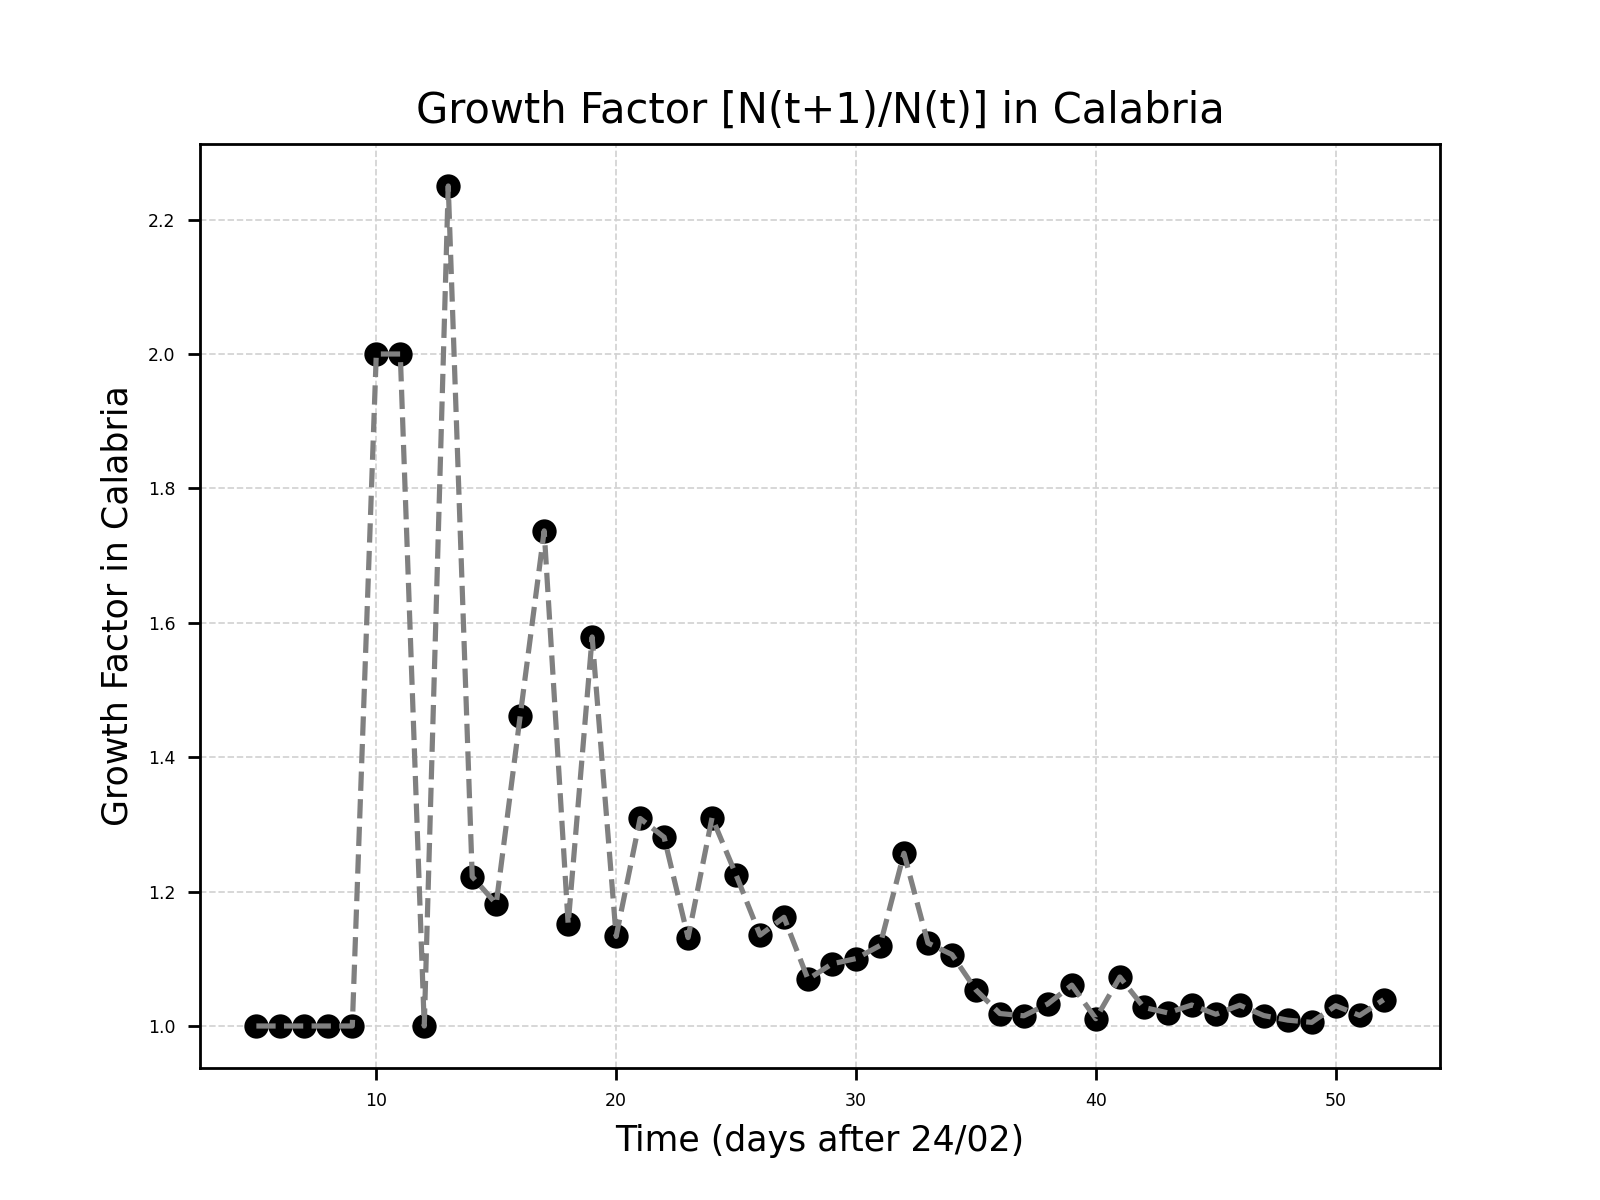 Growth Factor [N(t+1)/N(t)] in Calabria
Growth Factor in Calabria
2.2
2.0
1.8
1.6
1.4
1.2
1.0
10 20 30 40 50
Time (days after 24/02)